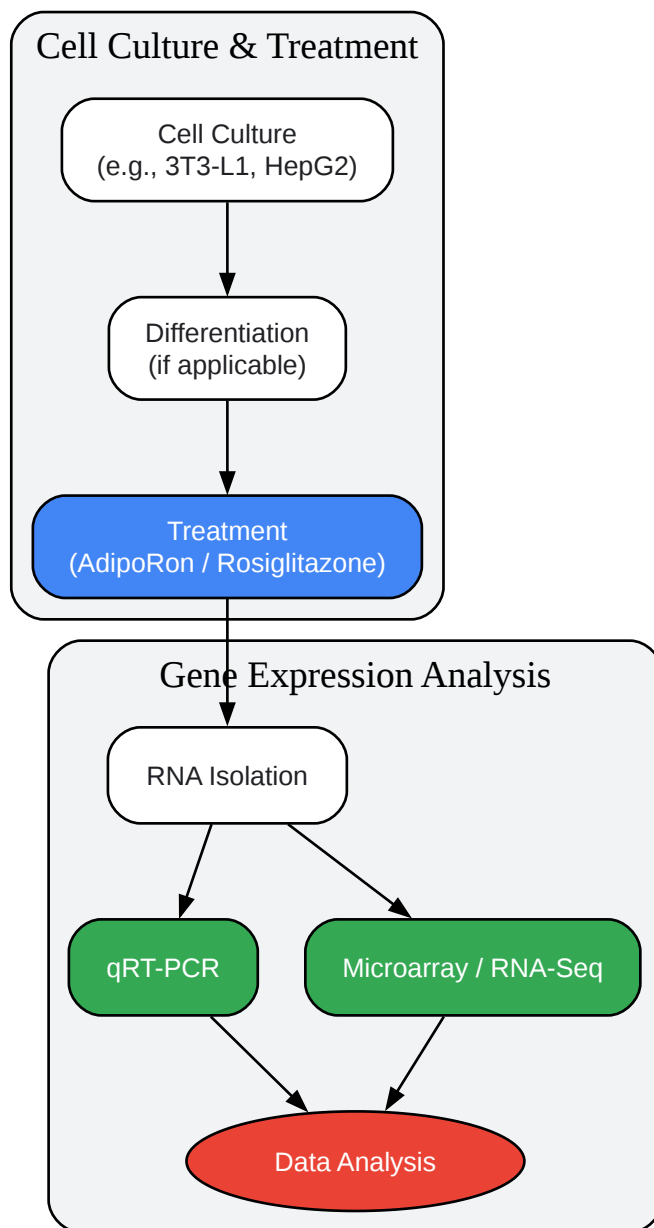 Cell Culture & Treatment
Cell Culture
(e.g., 3T3-L1, HepG2)
Differentiation
(if applicable)
Treatment
(AdipoRon / Rosiglitazone)
Gene Expression Analysis
RNA Isolation
qRT-PCR
Microarray / RNA-Seq
Data Analysis